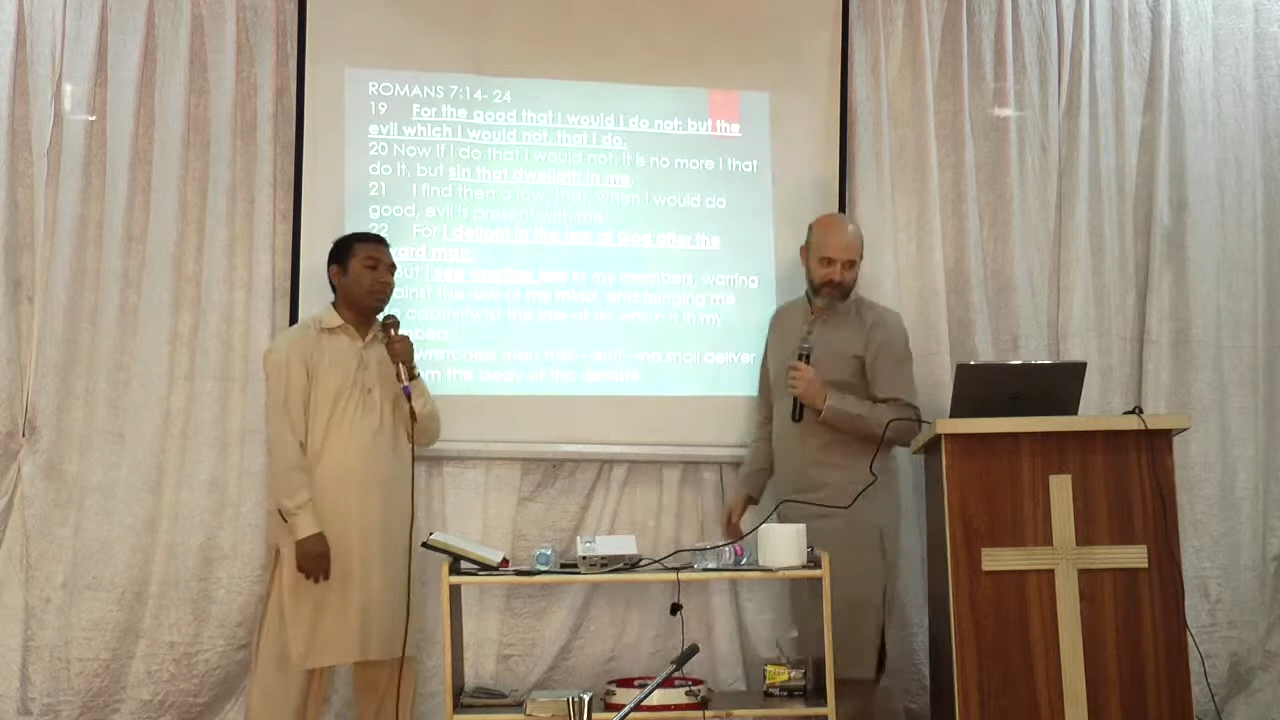 ROMANS 7:14- 24
19 For the good that I would I do not: but the
evil which I would not, that I do.
20 Now if I do that I would not, it is no more I that
do it, but sin that dwelleth in me.
21 I find then a law, that, when I would do
good, evil is present with me.
22 For I delight in the law of God after the
ward man:
but I see another law in my members, warring
ainst the law of my mind, and bringing me
captivity to the law of sin which is in my
wretched man that I am! who shall deliver
om the body of this